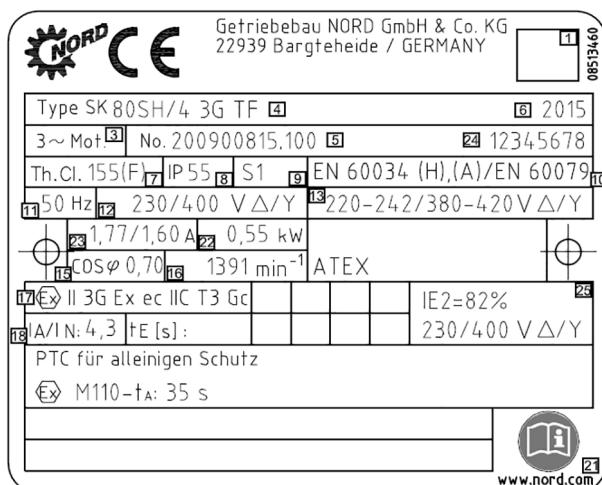 NORD CE Getriebebau NORD GmbH & Co. KG
22939 Bargteheide / GERMANY
1
08513460
Type SK 80SH/4 3G TF 4 6 2015
3~ Mot. 3 No. 200900815.100 5 24 12345678
Th.Cl. 155(F) 7 IP 55 8 S1 9 EN 60034 (H),(A)/EN 60079 10
11 50 Hz 12 230/400 V Δ/Y 13 220-242/380-420V Δ/Y
23 1,77/1,60 A 22 0,55 kW
15 COS φ 0,70 16 1391 min⁻¹ ATEX
17 Ex II 3G Ex ec IIC T3 Gc IE2=82% 25
18 IA/IN: 4,3 tE [s] : 230/400 V Δ/Y
PTC für alleinigen Schutz
Ex M110-tA: 35 s
i
21
www.nord.com